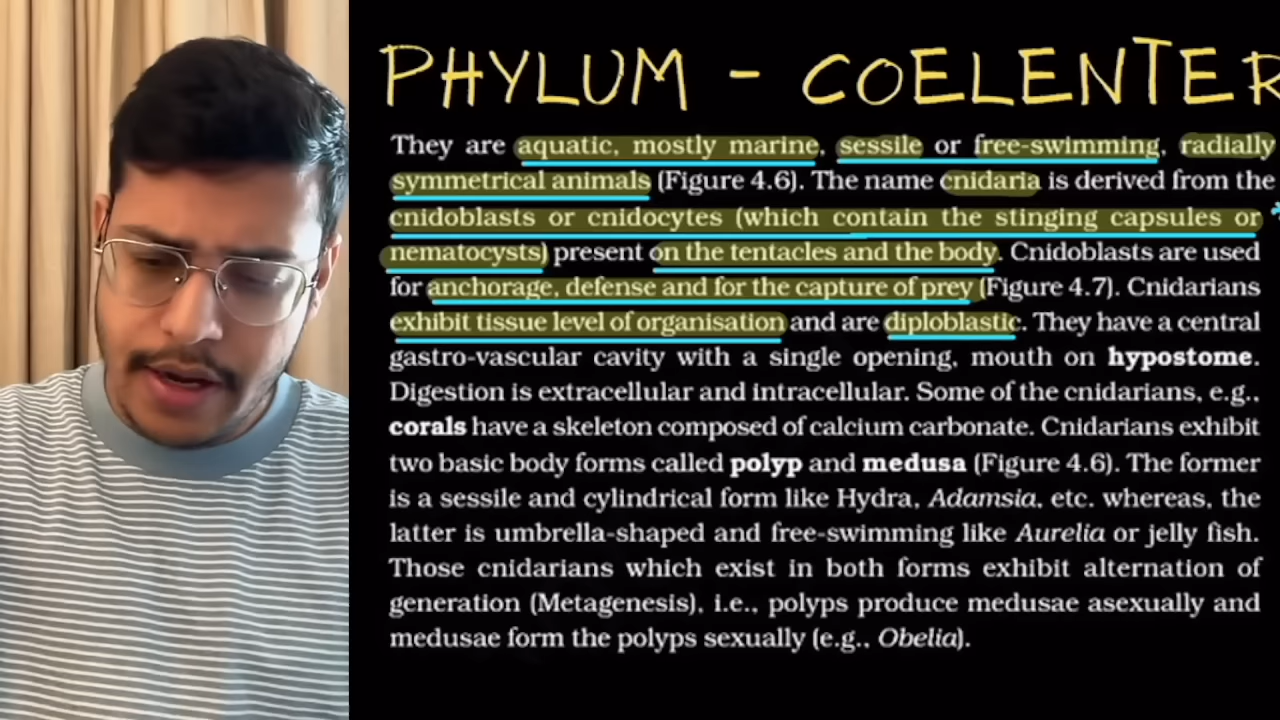 PHYLUM - COELENTER
They are aquatic, mostly marine, sessile or free-swimming, radially
symmetrical animals (Figure 4.6). The name cnidaria is derived from the
cnidoblasts or cnidocytes (which contain the stinging capsules or
nematocysts) present on the tentacles and the body. Cnidoblasts are used
for anchorage, defense and for the capture of prey (Figure 4.7). Cnidarians
exhibit tissue level of organisation and are diploblastic. They have a central
gastro-vascular cavity with a single opening, mouth on hypostome.
Digestion is extracellular and intracellular. Some of the cnidarians, e.g.,
corals have a skeleton composed of calcium carbonate. Cnidarians exhibit
two basic body forms called polyp and medusa (Figure 4.6). The former
is a sessile and cylindrical form like Hydra, Adamsia, etc. whereas, the
latter is umbrella-shaped and free-swimming like Aurelia or jelly fish.
Those cnidarians which exist in both forms exhibit alternation of
generation (Metagenesis), i.e., polyps produce medusae asexually and
medusae form the polyps sexually (e.g., Obelia).